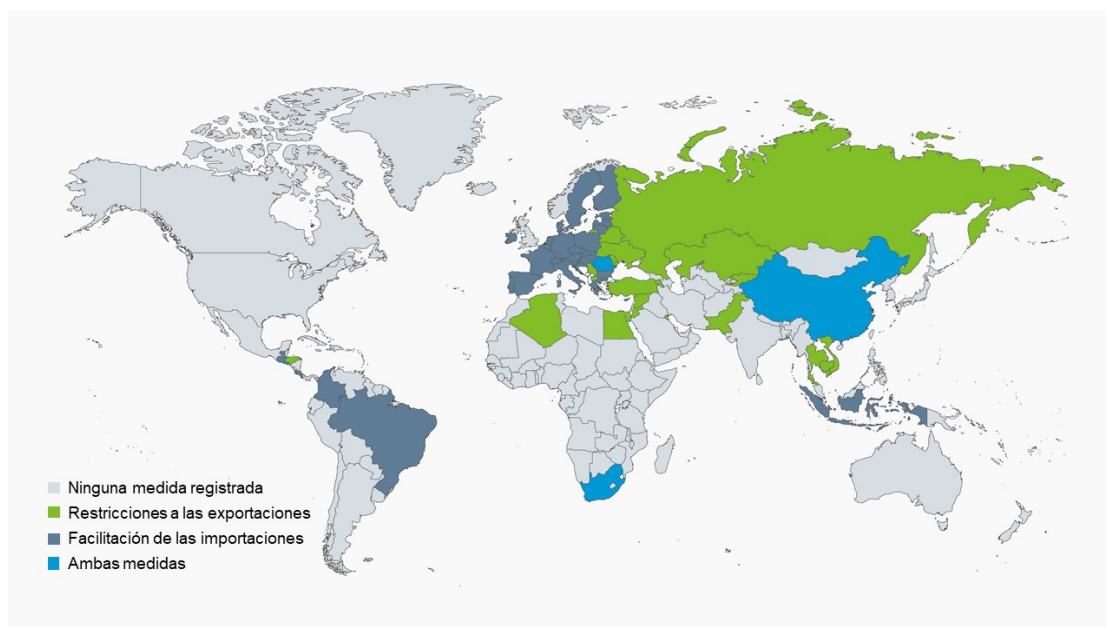 Ninguna medida registrada
Restricciones a las exportaciones
Facilitación de las importaciones
Ambas medidas